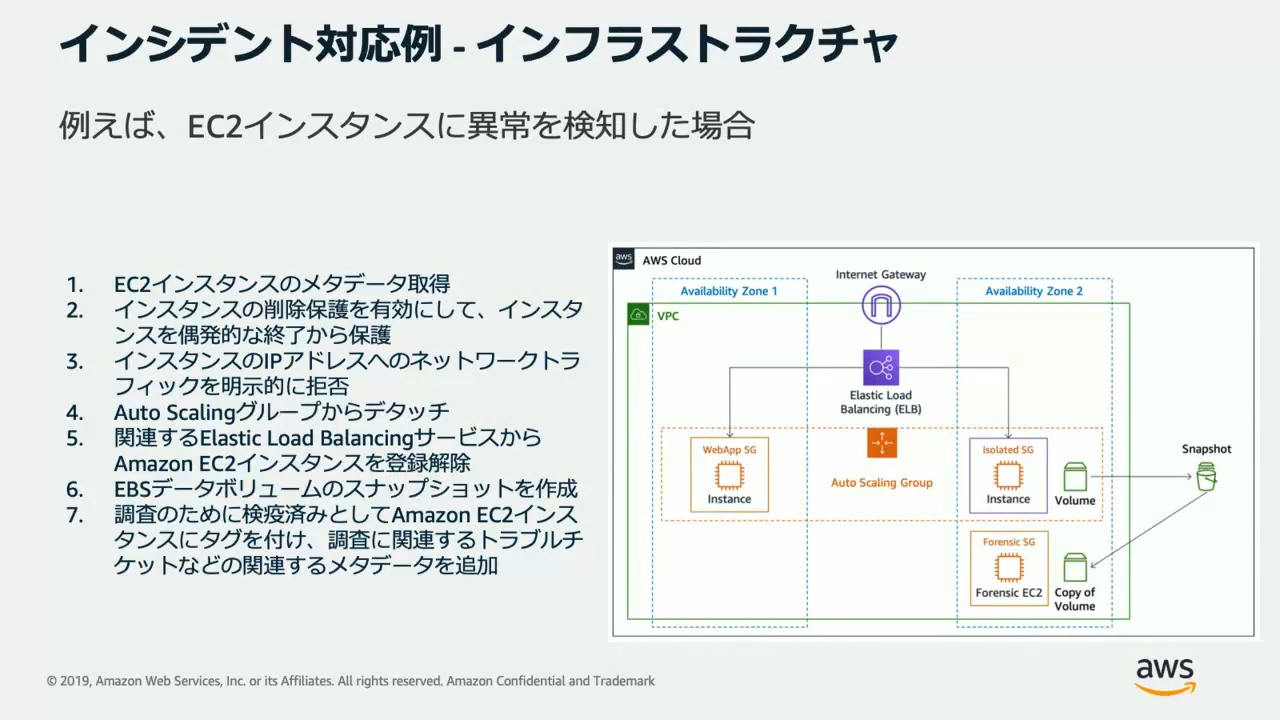 インシデント対応例 - インフラストラクチャ
例えば、EC2インスタンスに異常を検知した場合
1. EC2インスタンスのメタデータ取得
2. インスタンスの削除保護を有効にして、インスタ
ンスを偶発的な終了から保護
3. インスタンスのIPアドレスへのネットワークトラ
フィックを明示的に拒否
4. Auto Scalingグループからデタッチ
5. 関連するElastic Load Balancingサービスから
Amazon EC2インスタンスを登録解除
6. EBSデータボリュームのスナップショットを作成
7. 調査のために検疫済みとしてAmazon EC2インス
タンスにタグを付け、調査に関連するトラブルチ
ケットなどの関連するメタデータを追加
aws
AWS Cloud
Internet Gateway
Availability Zone 1
Availability Zone 2
VPC
Elastic Load
Balancing (ELB)
WebApp SG
Instance
Auto Scaling Group
Isolated SG
Instance
Volume
Snapshot
Forensic SG
Forensic EC2
Copy of
Volume
© 2019, Amazon Web Services, Inc. or its Affiliates. All rights reserved. Amazon Confidential and Trademark
aws